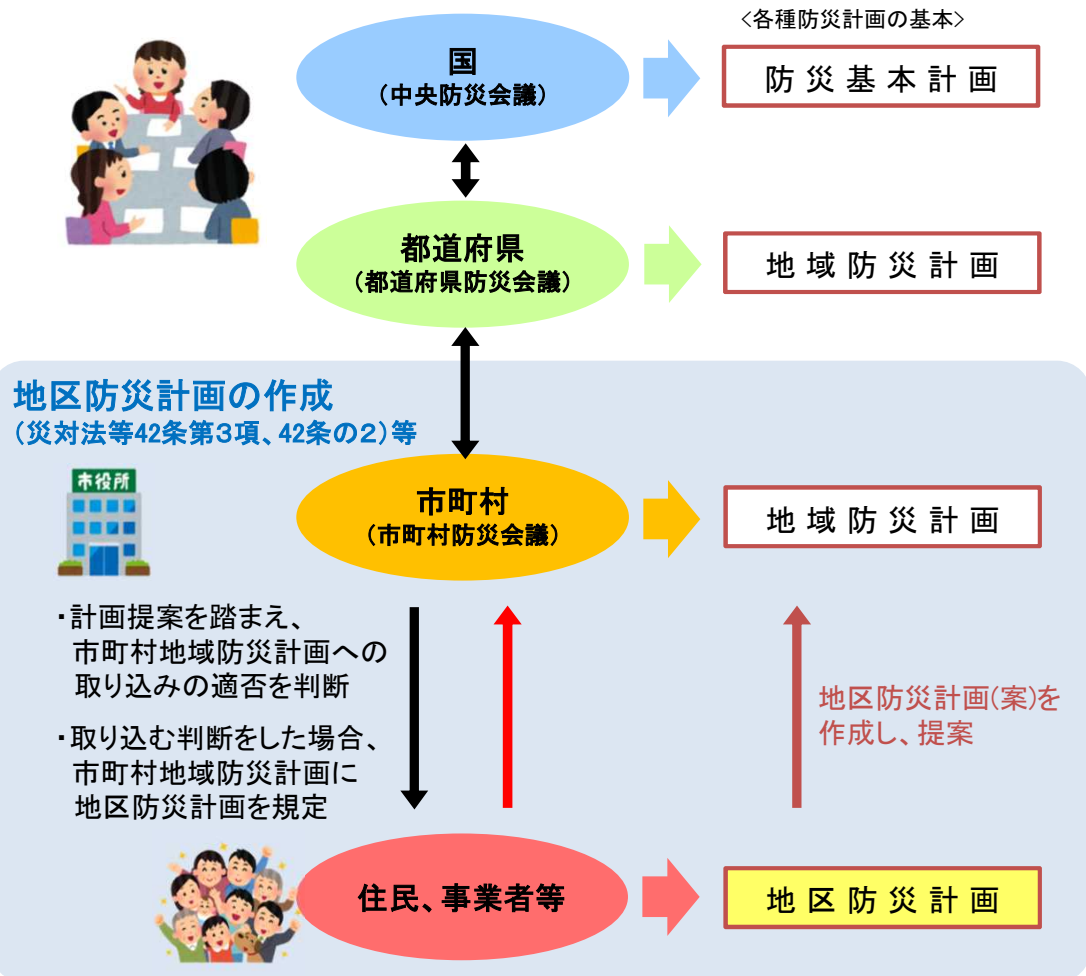 <各種防災計画の基本>
国
(中央防災会議)
防災基本計画
都道府県
(都道府県防災会議)
地域防災計画
地区防災計画の作成
(災対法等42条第3項、42条の2)等
市役所
市町村
(市町村防災会議)
地域防災計画
・計画提案を踏まえ、
市町村地域防災計画への
取り込みの適否を判断
・取り込む判断をした場合、
市町村地域防災計画に
地区防災計画を規定
地区防災計画(案)を
作成し、提案
住民、事業者等
地区防災計画